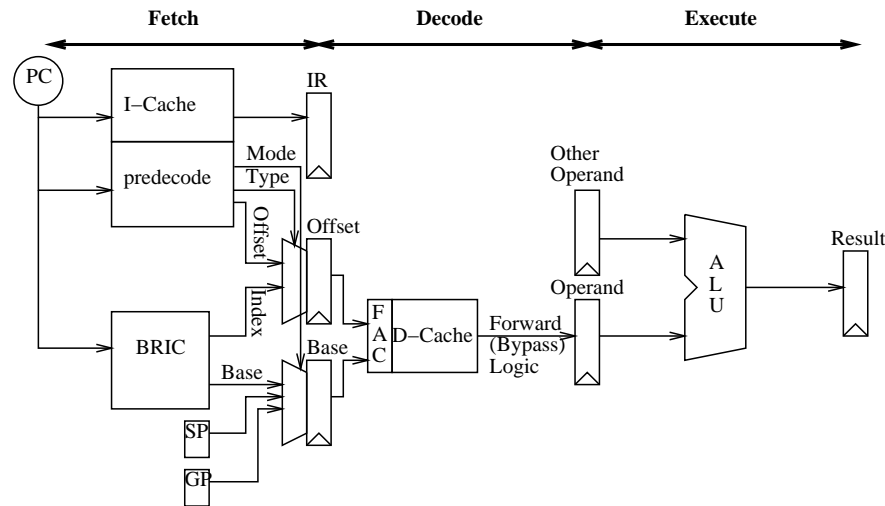 Fetch Decode Execute
PC
IR
I-Cache
Mode
predecode
Type
Other
Operand
Offset
Offset
Result
A
L
U
Index
Operand
F
A
C
D-Cache
Forward
(Bypass)
Logic
BRIC
Base
Base
SP
GP